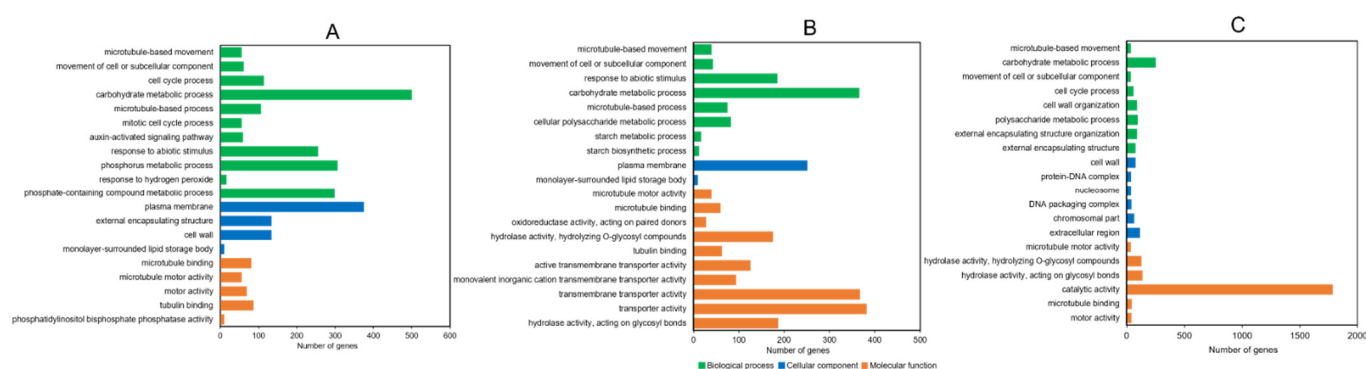 A
microtubule-based movement
movement of cell or subcellular component
cell cycle process
carbohydrate metabolic process
microtubule-based process
mitotic cell cycle process
auxin-activated signaling pathway
response to abiotic stimulus
phosphorus metabolic process
response to hydrogen peroxide
phosphate-containing compound metabolic process
plasma membrane
external encapsulating structure
cell wall
monolayer-surrounded lipid storage body
microtubule binding
microtubule motor activity
motor activity
tubulin binding
phosphatidylinositol bisphosphate phosphatase activity
0 100 200 300 400 500 600
Number of genes
B
microtubule-based movement
movement of cell or subcellular component
response to abiotic stimulus
carbohydrate metabolic process
microtubule-based process
cellular polysaccharide metabolic process
starch metabolic process
starch biosynthetic process
plasma membrane
monolayer-surrounded lipid storage body
microtubule motor activity
microtubule binding
oxidoreductase activity, acting on paired donors
hydrolase activity, hydrolyzing O-glycosyl compounds
tubulin binding
active transmembrane transporter activity
monovalent inorganic cation transmembrane transporter activity
transmembrane transporter activity
transporter activity
hydrolase activity, acting on glycosyl bonds
0 100 200 300 400 500
Number of genes
Biological process Cellular component Molecular function
C
microtubule-based movement
carbohydrate metabolic process
movement of cell or subcellular component
cell cycle process
cell wall organization
polysaccharide metabolic process
external encapsulating structure organization
external encapsulating structure
cell wall
protein-DNA complex
nucleosome
DNA packaging complex
chromosomal part
extracellular region
microtubule motor activity
hydrolase activity, hydrolyzing O-glycosyl compounds
hydrolase activity, acting on glycosyl bonds
catalytic activity
microtubule binding
motor activity
0 500 1000 1500 2000
Number of genes